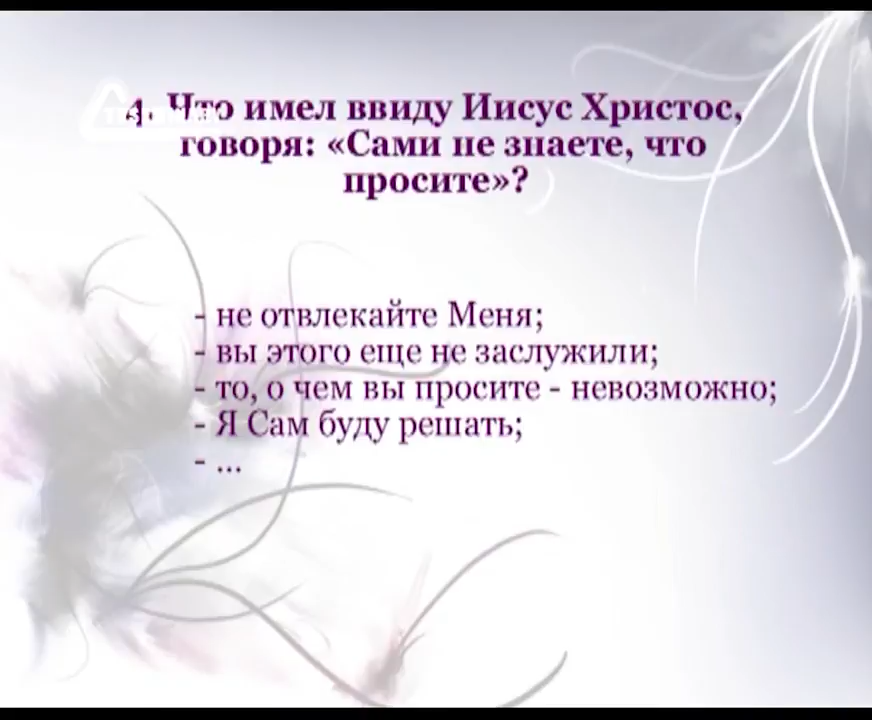 4. Что имел ввиду Иисус Христос,
говоря: «Сами не знаете, что
просите»?
- не отвлекайте Меня;
- вы этого еще не заслужили;
- то, о чем вы просите - невозможно;
- Я Сам буду решать;
- ...